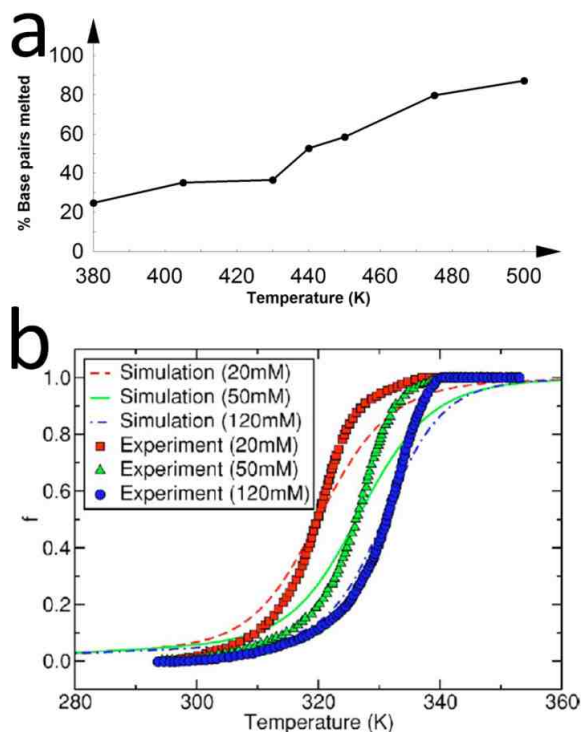 a
% Base pairs melted
100
80
60
40
20
0
380 400 420 440 460 480 500
Temperature (K)
b
Simulation (20mM)
Simulation (50mM)
Simulation (120mM)
Experiment (20mM)
Experiment (50mM)
Experiment (120mM)
f
1.0
0.8
0.6
0.4
0.2
0.0
280 300 320 340 360
Temperature (K)